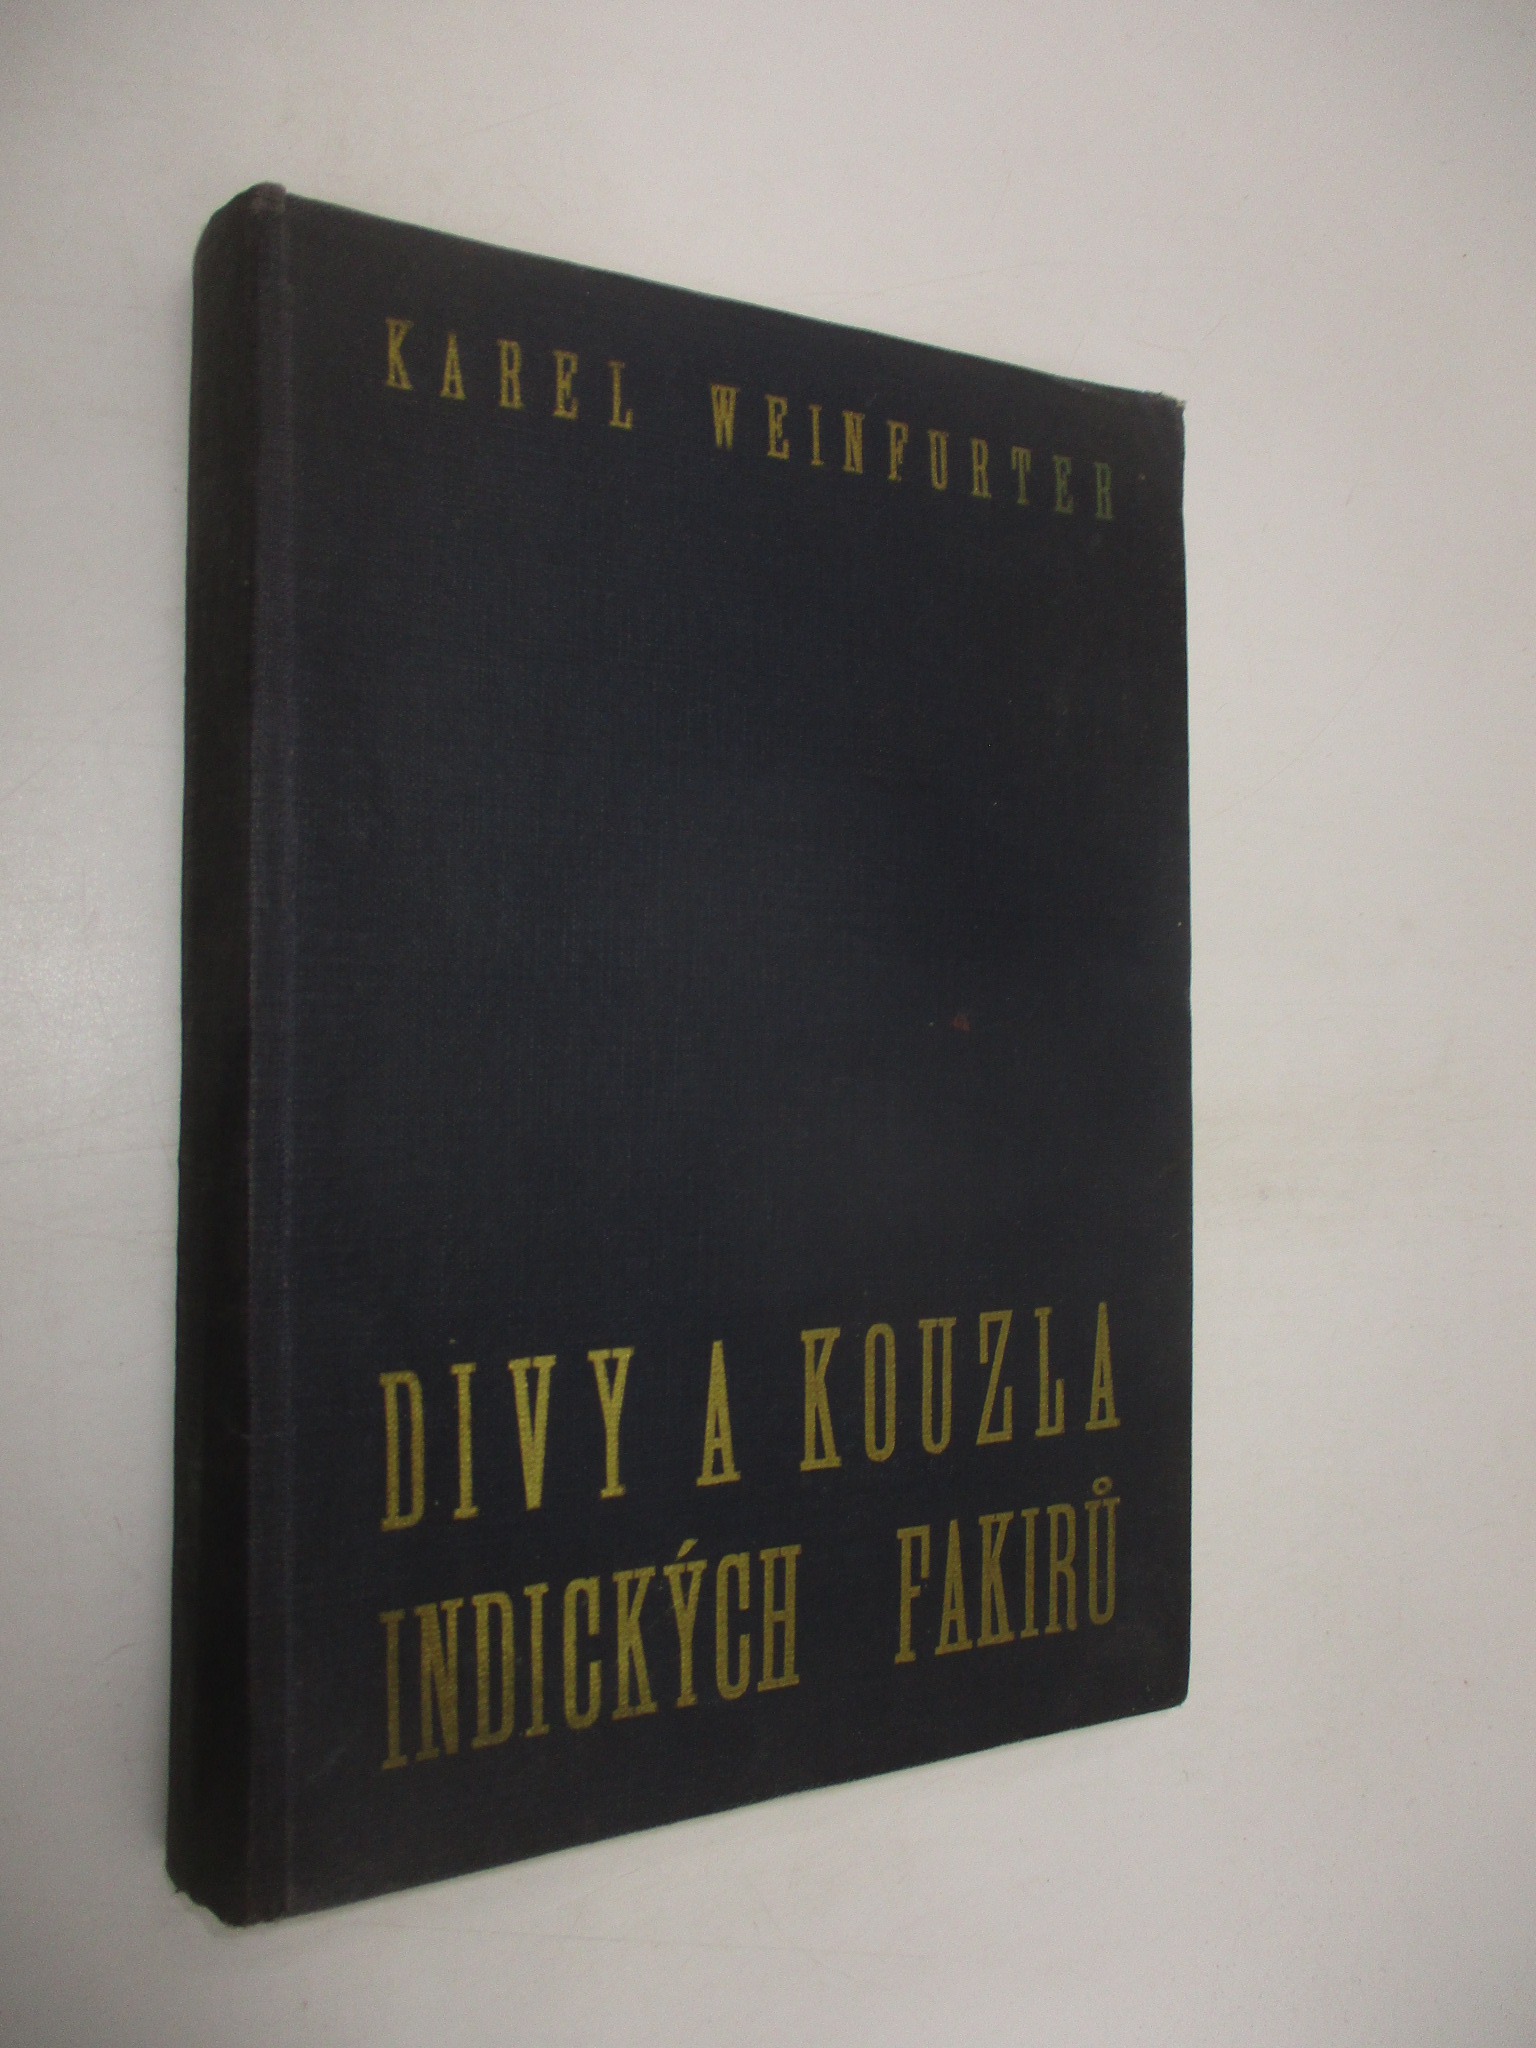 KAREL WEINFURTER
DIVY A KOUZLA
INDICKÝCH FAKIRŮ